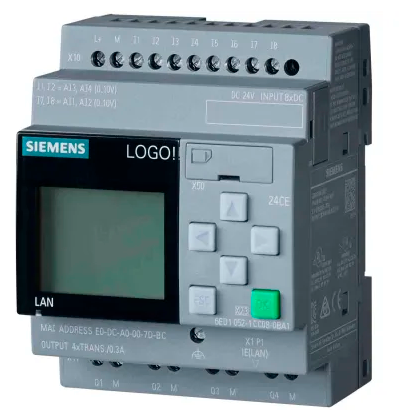 L+ M I1 I2 I3 I4 I5 I6 I7 I8
X10
I1, I2 = AI3, AI4 (0..10V)
I7, I8 = AI1, AI2 (0..10V)
DC 24V INPUT 8xDC
SIEMENS
LOGO!
X50
24CE
ESC
OK
LAN
6ED1 052-1CC08-0BA1
MAC ADDRESS E0-DC-A0-00-7D-BC
X1 P1
OUTPUT 4xTRANS./0.3A
(LAN)
Q1 M Q2 M Q3 M Q4 M